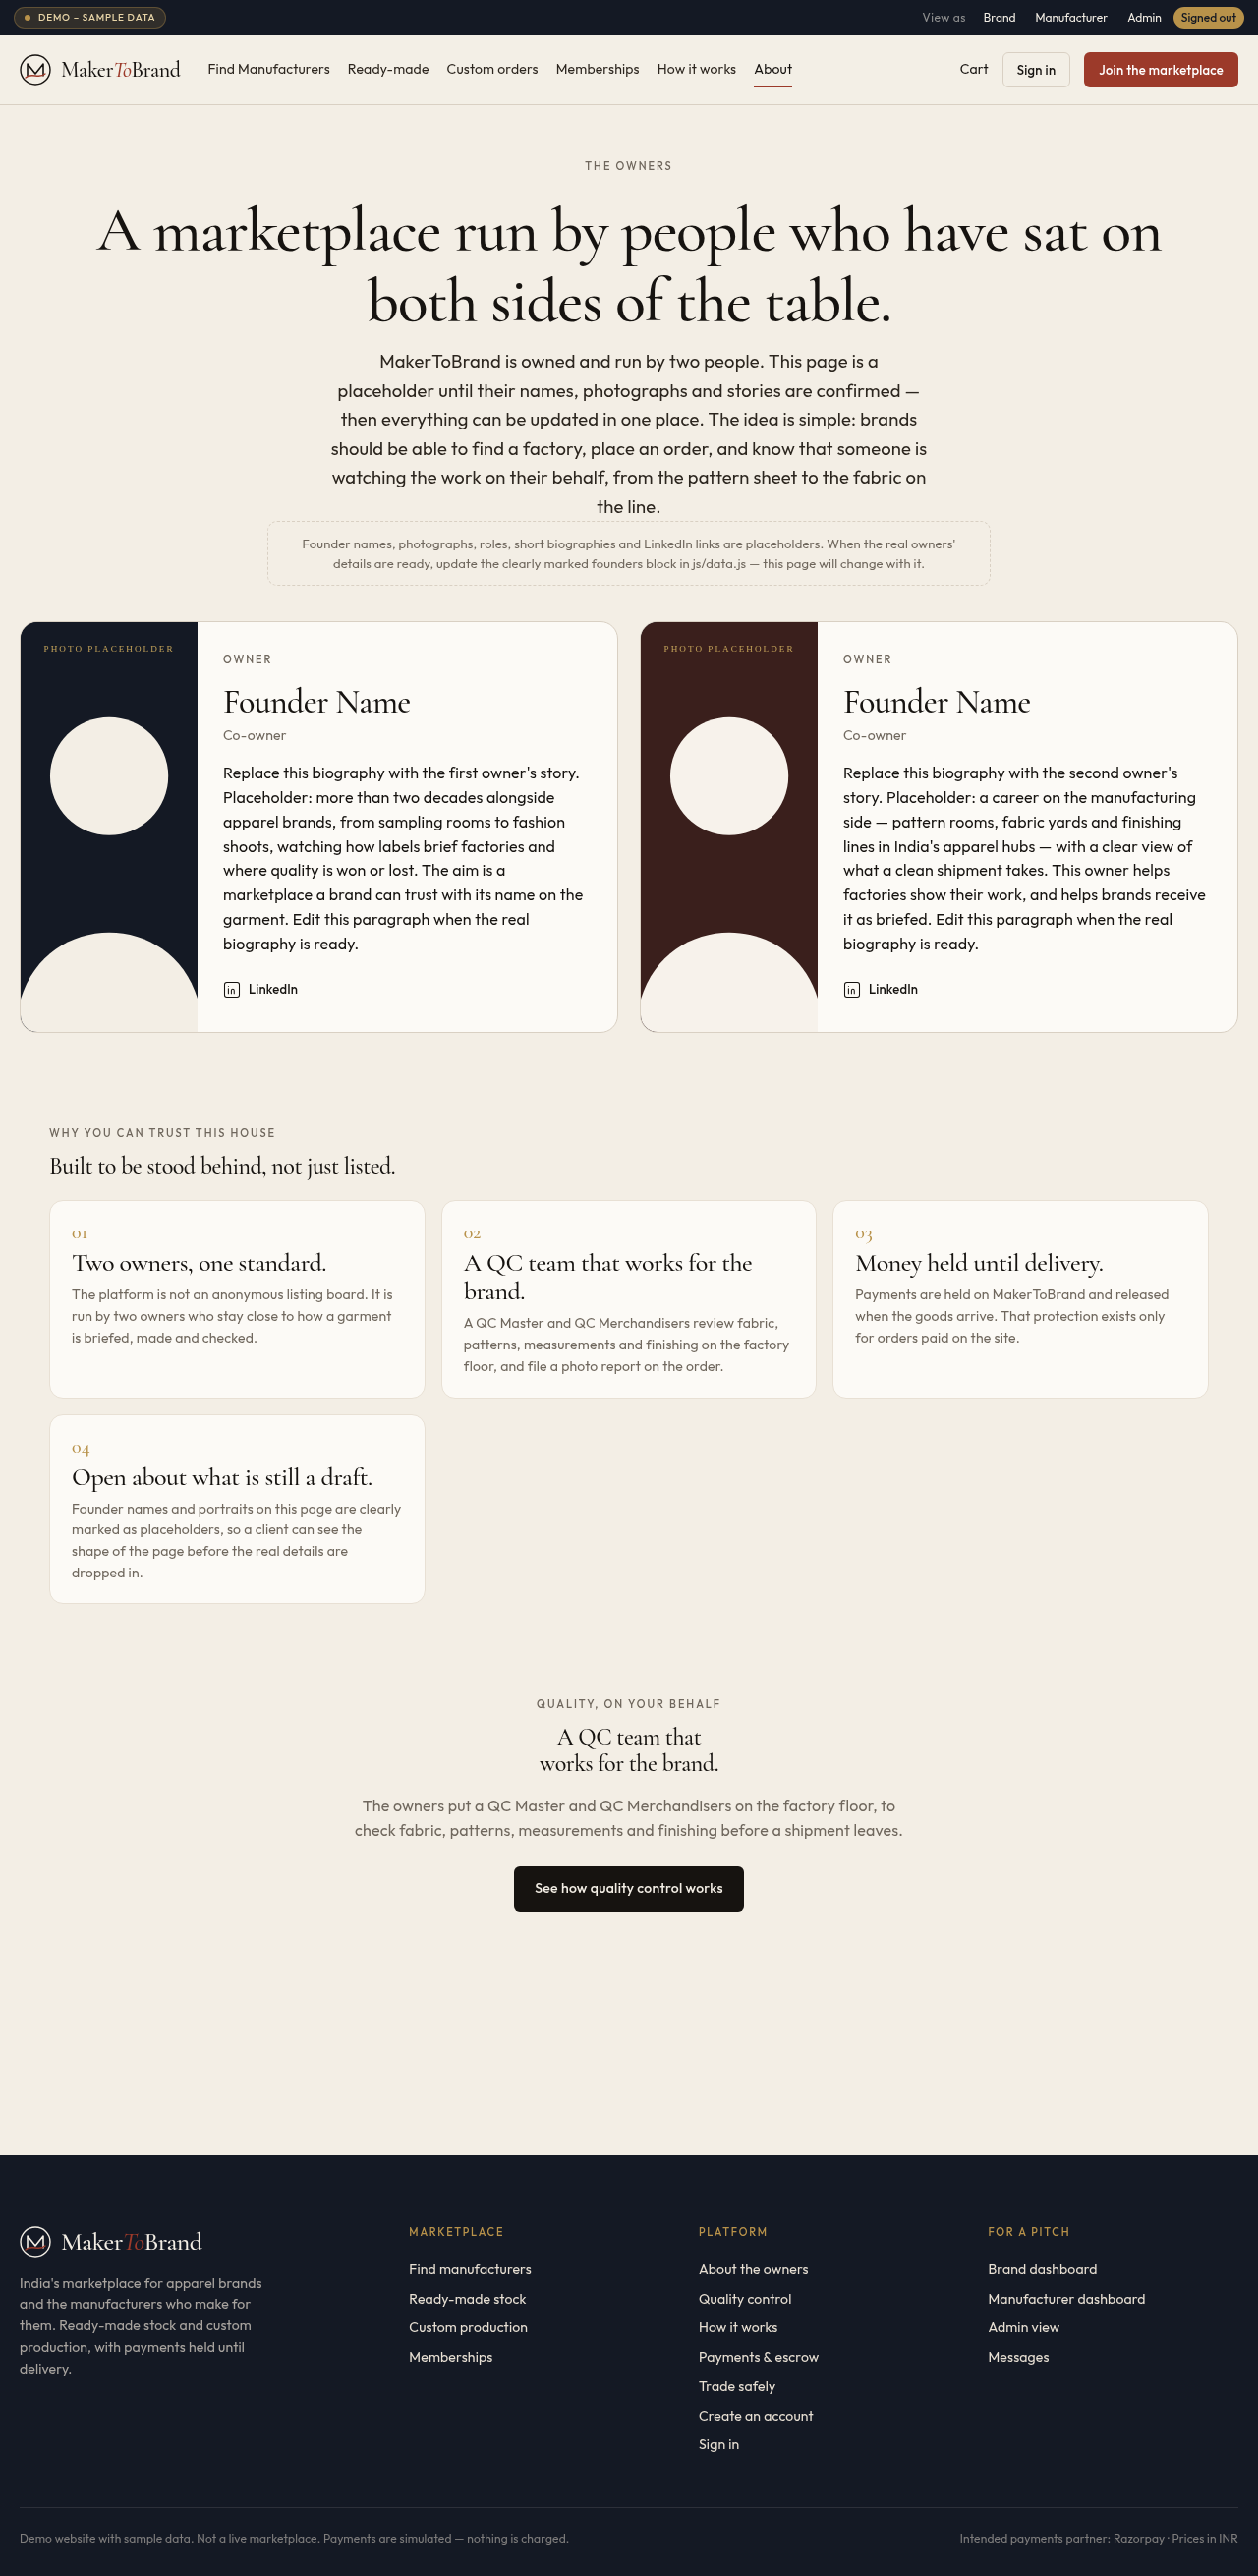 DEMO – SAMPLE DATA
View as Brand Manufacturer Admin Signed out
MakerToBrand Find Manufacturers Ready-made Custom orders Memberships How it works About Cart Sign in Join the marketplace
THE OWNERS
A marketplace run by people who have sat on
both sides of the table.
MakerToBrand is owned and run by two people. This page is a
placeholder until their names, photographs and stories are confirmed —
then everything can be updated in one place. The idea is simple: brands
should be able to find a factory, place an order, and know that someone is
watching the work on their behalf, from the pattern sheet to the fabric on
the line.
Founder names, photographs, roles, short biographies and LinkedIn links are placeholders. When the real owners'
details are ready, update the clearly marked founders block in js/data.js — this page will change with it.
PHOTO PLACEHOLDER
OWNER
Founder Name
Co-owner
Replace this biography with the first owner's story.
Placeholder: more than two decades alongside
apparel brands, from sampling rooms to fashion
shoots, watching how labels brief factories and
where quality is won or lost. The aim is a
marketplace a brand can trust with its name on the
garment. Edit this paragraph when the real
biography is ready.
in LinkedIn
PHOTO PLACEHOLDER
OWNER
Founder Name
Co-owner
Replace this biography with the second owner's
story. Placeholder: a career on the manufacturing
side — pattern rooms, fabric yards and finishing
lines in India's apparel hubs — with a clear view of
what a clean shipment takes. This owner helps
factories show their work, and helps brands receive
it as briefed. Edit this paragraph when the real
biography is ready.
in LinkedIn
WHY YOU CAN TRUST THIS HOUSE
Built to be stood behind, not just listed.
01
Two owners, one standard.
The platform is not an anonymous listing board. It is
run by two owners who stay close to how a garment
is briefed, made and checked.
02
A QC team that works for the
brand.
A QC Master and QC Merchandisers review fabric,
patterns, measurements and finishing on the factory
floor, and file a photo report on the order.
03
Money held until delivery.
Payments are held on MakerToBrand and released
when the goods arrive. That protection exists only
for orders paid on the site.
04
Open about what is still a draft.
Founder names and portraits on this page are clearly
marked as placeholders, so a client can see the
shape of the page before the real details are
dropped in.
QUALITY, ON YOUR BEHALF
A QC team that
works for the brand.
The owners put a QC Master and QC Merchandisers on the factory floor, to
check fabric, patterns, measurements and finishing before a shipment leaves.
See how quality control works
MakerToBrand
India's marketplace for apparel brands
and the manufacturers who make for
them. Ready-made stock and custom
production, with payments held until
delivery.
MARKETPLACE
Find manufacturers
Ready-made stock
Custom production
Memberships
PLATFORM
About the owners
Quality control
How it works
Payments & escrow
Trade safely
Create an account
Sign in
FOR A PITCH
Brand dashboard
Manufacturer dashboard
Admin view
Messages
Demo website with sample data. Not a live marketplace. Payments are simulated — nothing is charged.
Intended payments partner: Razorpay · Prices in INR